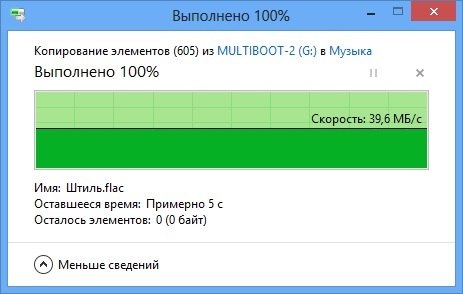 Выполнено 100%
Копирование элементов (605) из MULTIBOOT-2 (G:) в Музыка
Выполнено 100%
Скорость: 39,6 МБ/с
Имя: Штиль.flac
Оставшееся время: Примерно 5 с
Осталось элементов: 0 (0 байт)
Меньше сведений